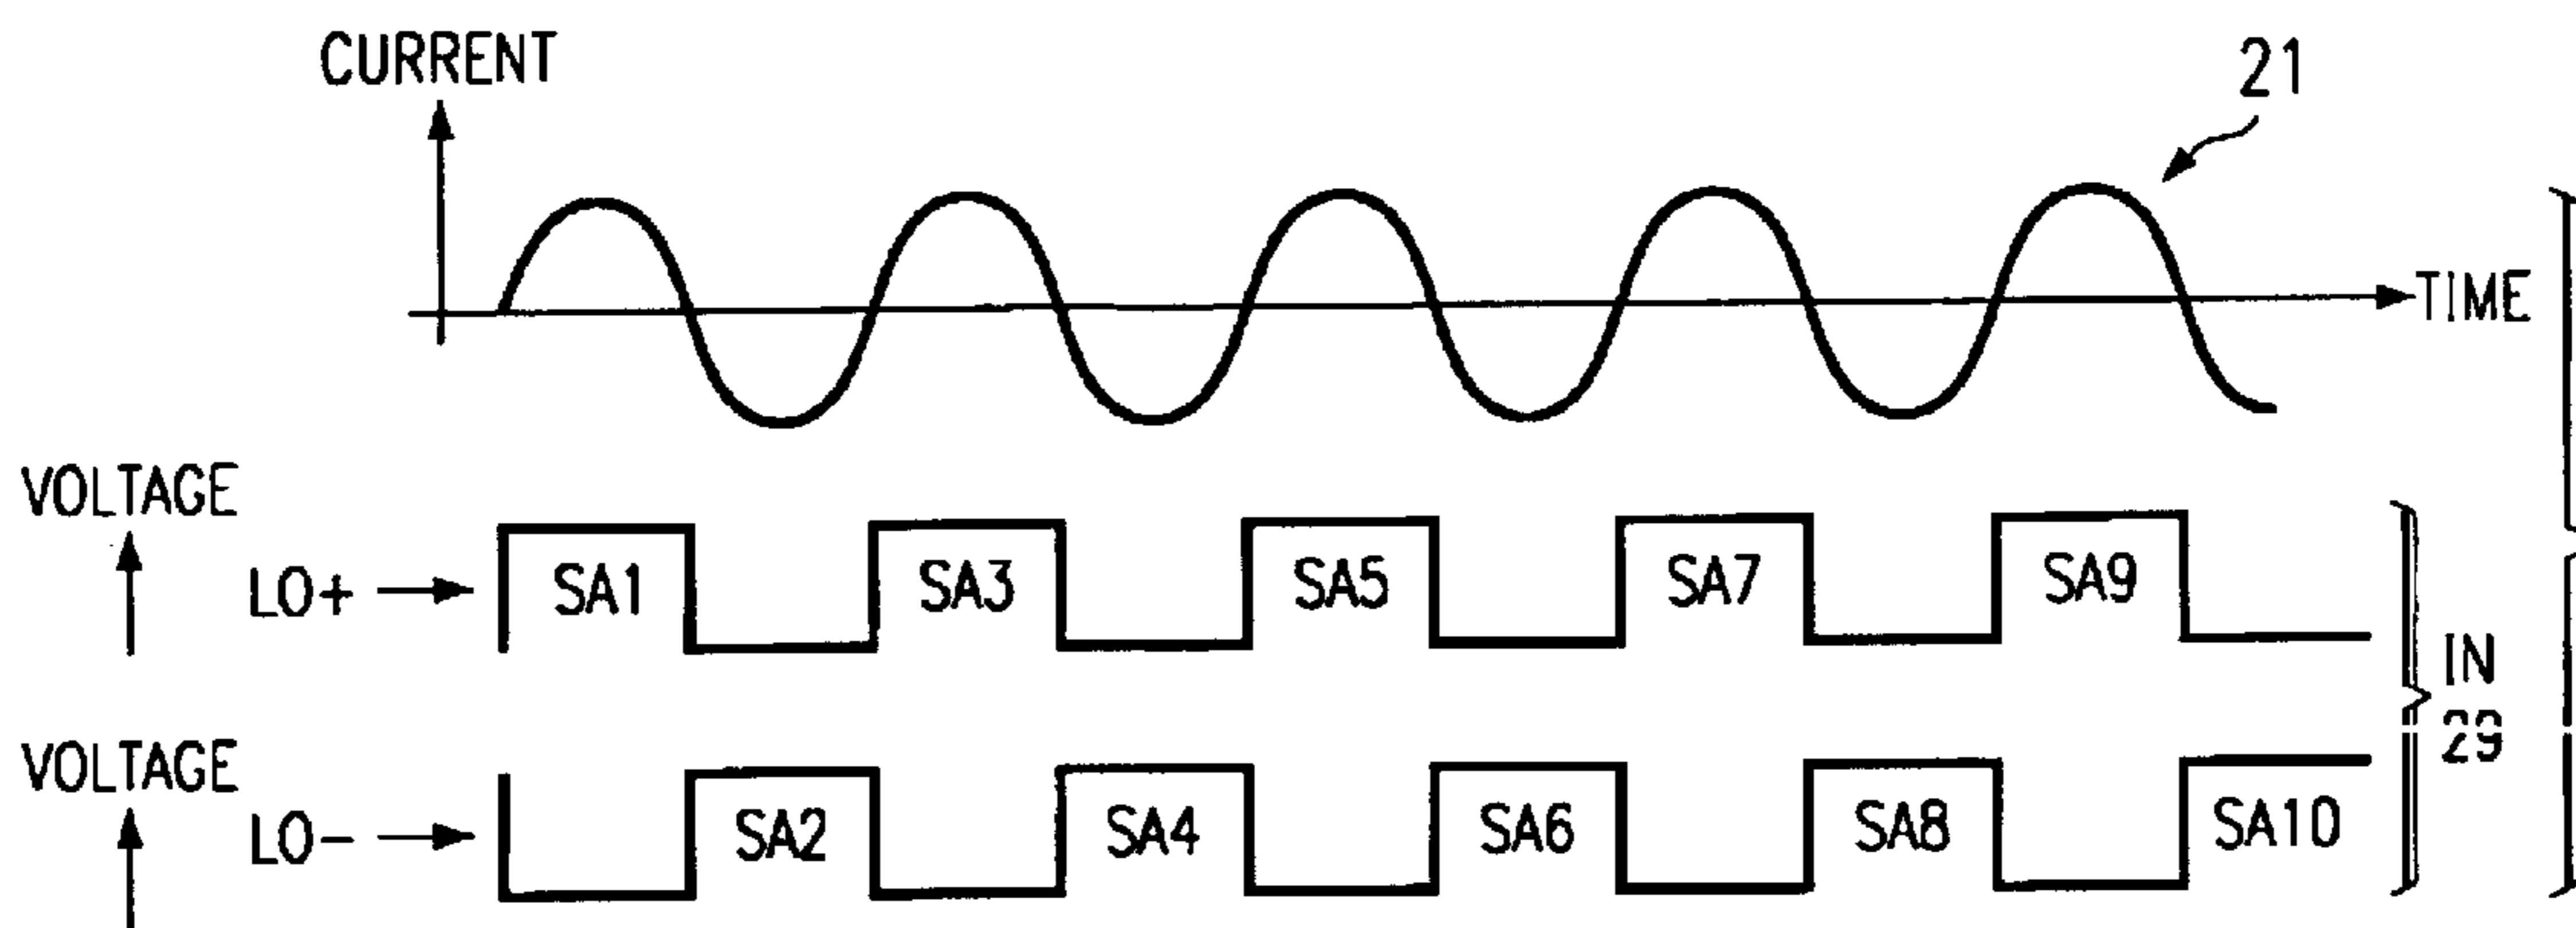 CURRENT
21
TIME
VOLTAGE
LO+
SA1
SA3
SA5
SA7
SA9
IN
29
VOLTAGE
LO-
SA2
SA4
SA6
SA8
SA10